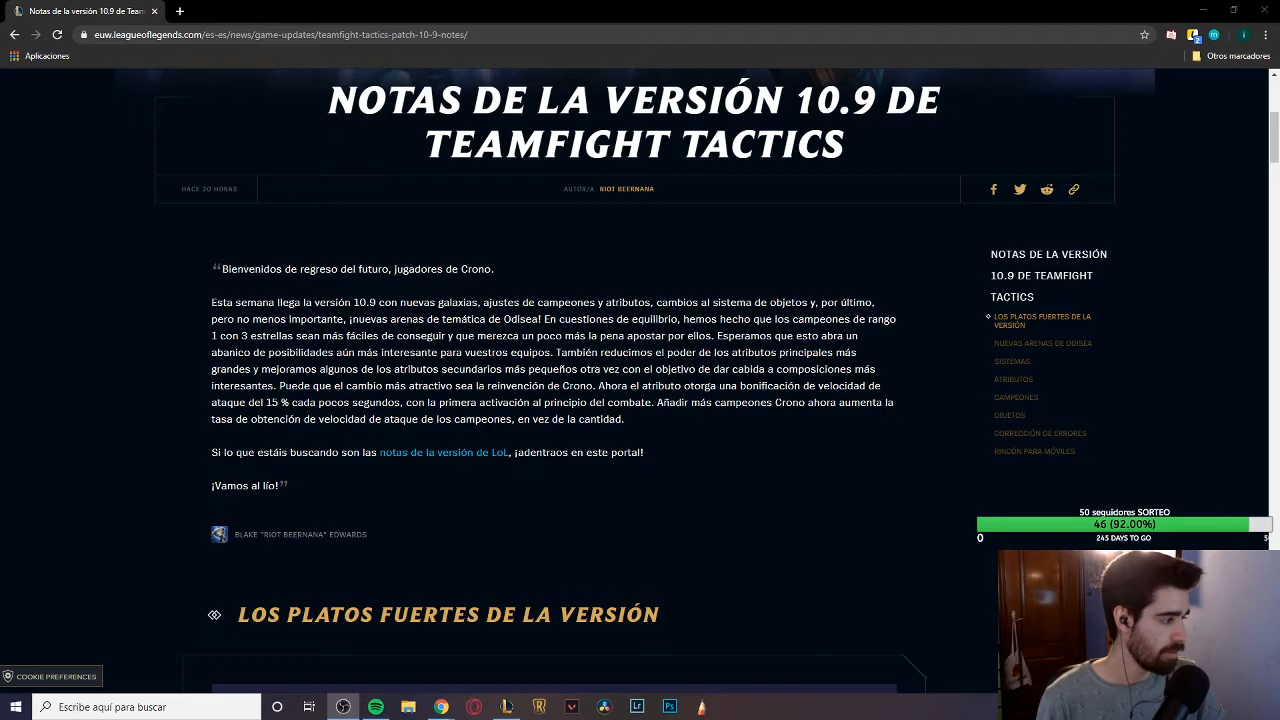 Notas de la versión 10.9 de Team
euw.leagueoflegends.com/es-es/news/game-updates/teamfight-tactics-patch-10-9-notes/
Aplicaciones
Otros marcadores
NOTAS DE LA VERSIÓN 10.9 DE
TEAMFIGHT TACTICS
HACE 20 HORAS
AUTOR/A RIOT BEERNANA
“Bienvenidos de regreso del futuro, jugadores de Crono.
Esta semana llega la versión 10.9 con nuevas galaxias, ajustes de campeones y atributos, cambios al sistema de objetos y, por último,
pero no menos importante, ¡nuevas arenas de temática de Odisea! En cuestiones de equilibrio, hemos hecho que los campeones de rango
1 con 3 estrellas sean más fáciles de conseguir y que merezca un poco más la pena apostar por ellos. Esperamos que esto abra un
abanico de posibilidades aún más interesante para vuestros equipos. También reducimos el poder de los atributos principales más
grandes y mejoramos algunos de los atributos secundarios más pequeños otra vez con el objetivo de dar cabida a composiciones más
interesantes. Puede que el cambio más atractivo sea la reinvención de Crono. Ahora el atributo otorga una bonificación de velocidad de
ataque del 15 % cada pocos segundos, con la primera activación al principio del combate. Añadir más campeones Crono ahora aumenta la
tasa de obtención de velocidad de ataque de los campeones, en vez de la cantidad.
Si lo que estáis buscando son las notas de la versión de LoL, ¡adentraos en este portal!
¡Vamos al lío!”
BLAKE "RIOT BEERNANA" EDWARDS
LOS PLATOS FUERTES DE LA VERSIÓN
NOTAS DE LA VERSIÓN
10.9 DE TEAMFIGHT
TACTICS
LOS PLATOS FUERTES DE LA
VERSIÓN
NUEVAS ARENAS DE ODISEA
SISTEMAS
ATRIBUTOS
CAMPEONES
OBJETOS
CORRECCIÓN DE ERRORES
RINCÓN PARA MÓVILES
50 seguidores SORTEO
46 (92.00%)
0
245 DAYS TO GO
COOKIE PREFERENCES
Escribe aquí para buscar